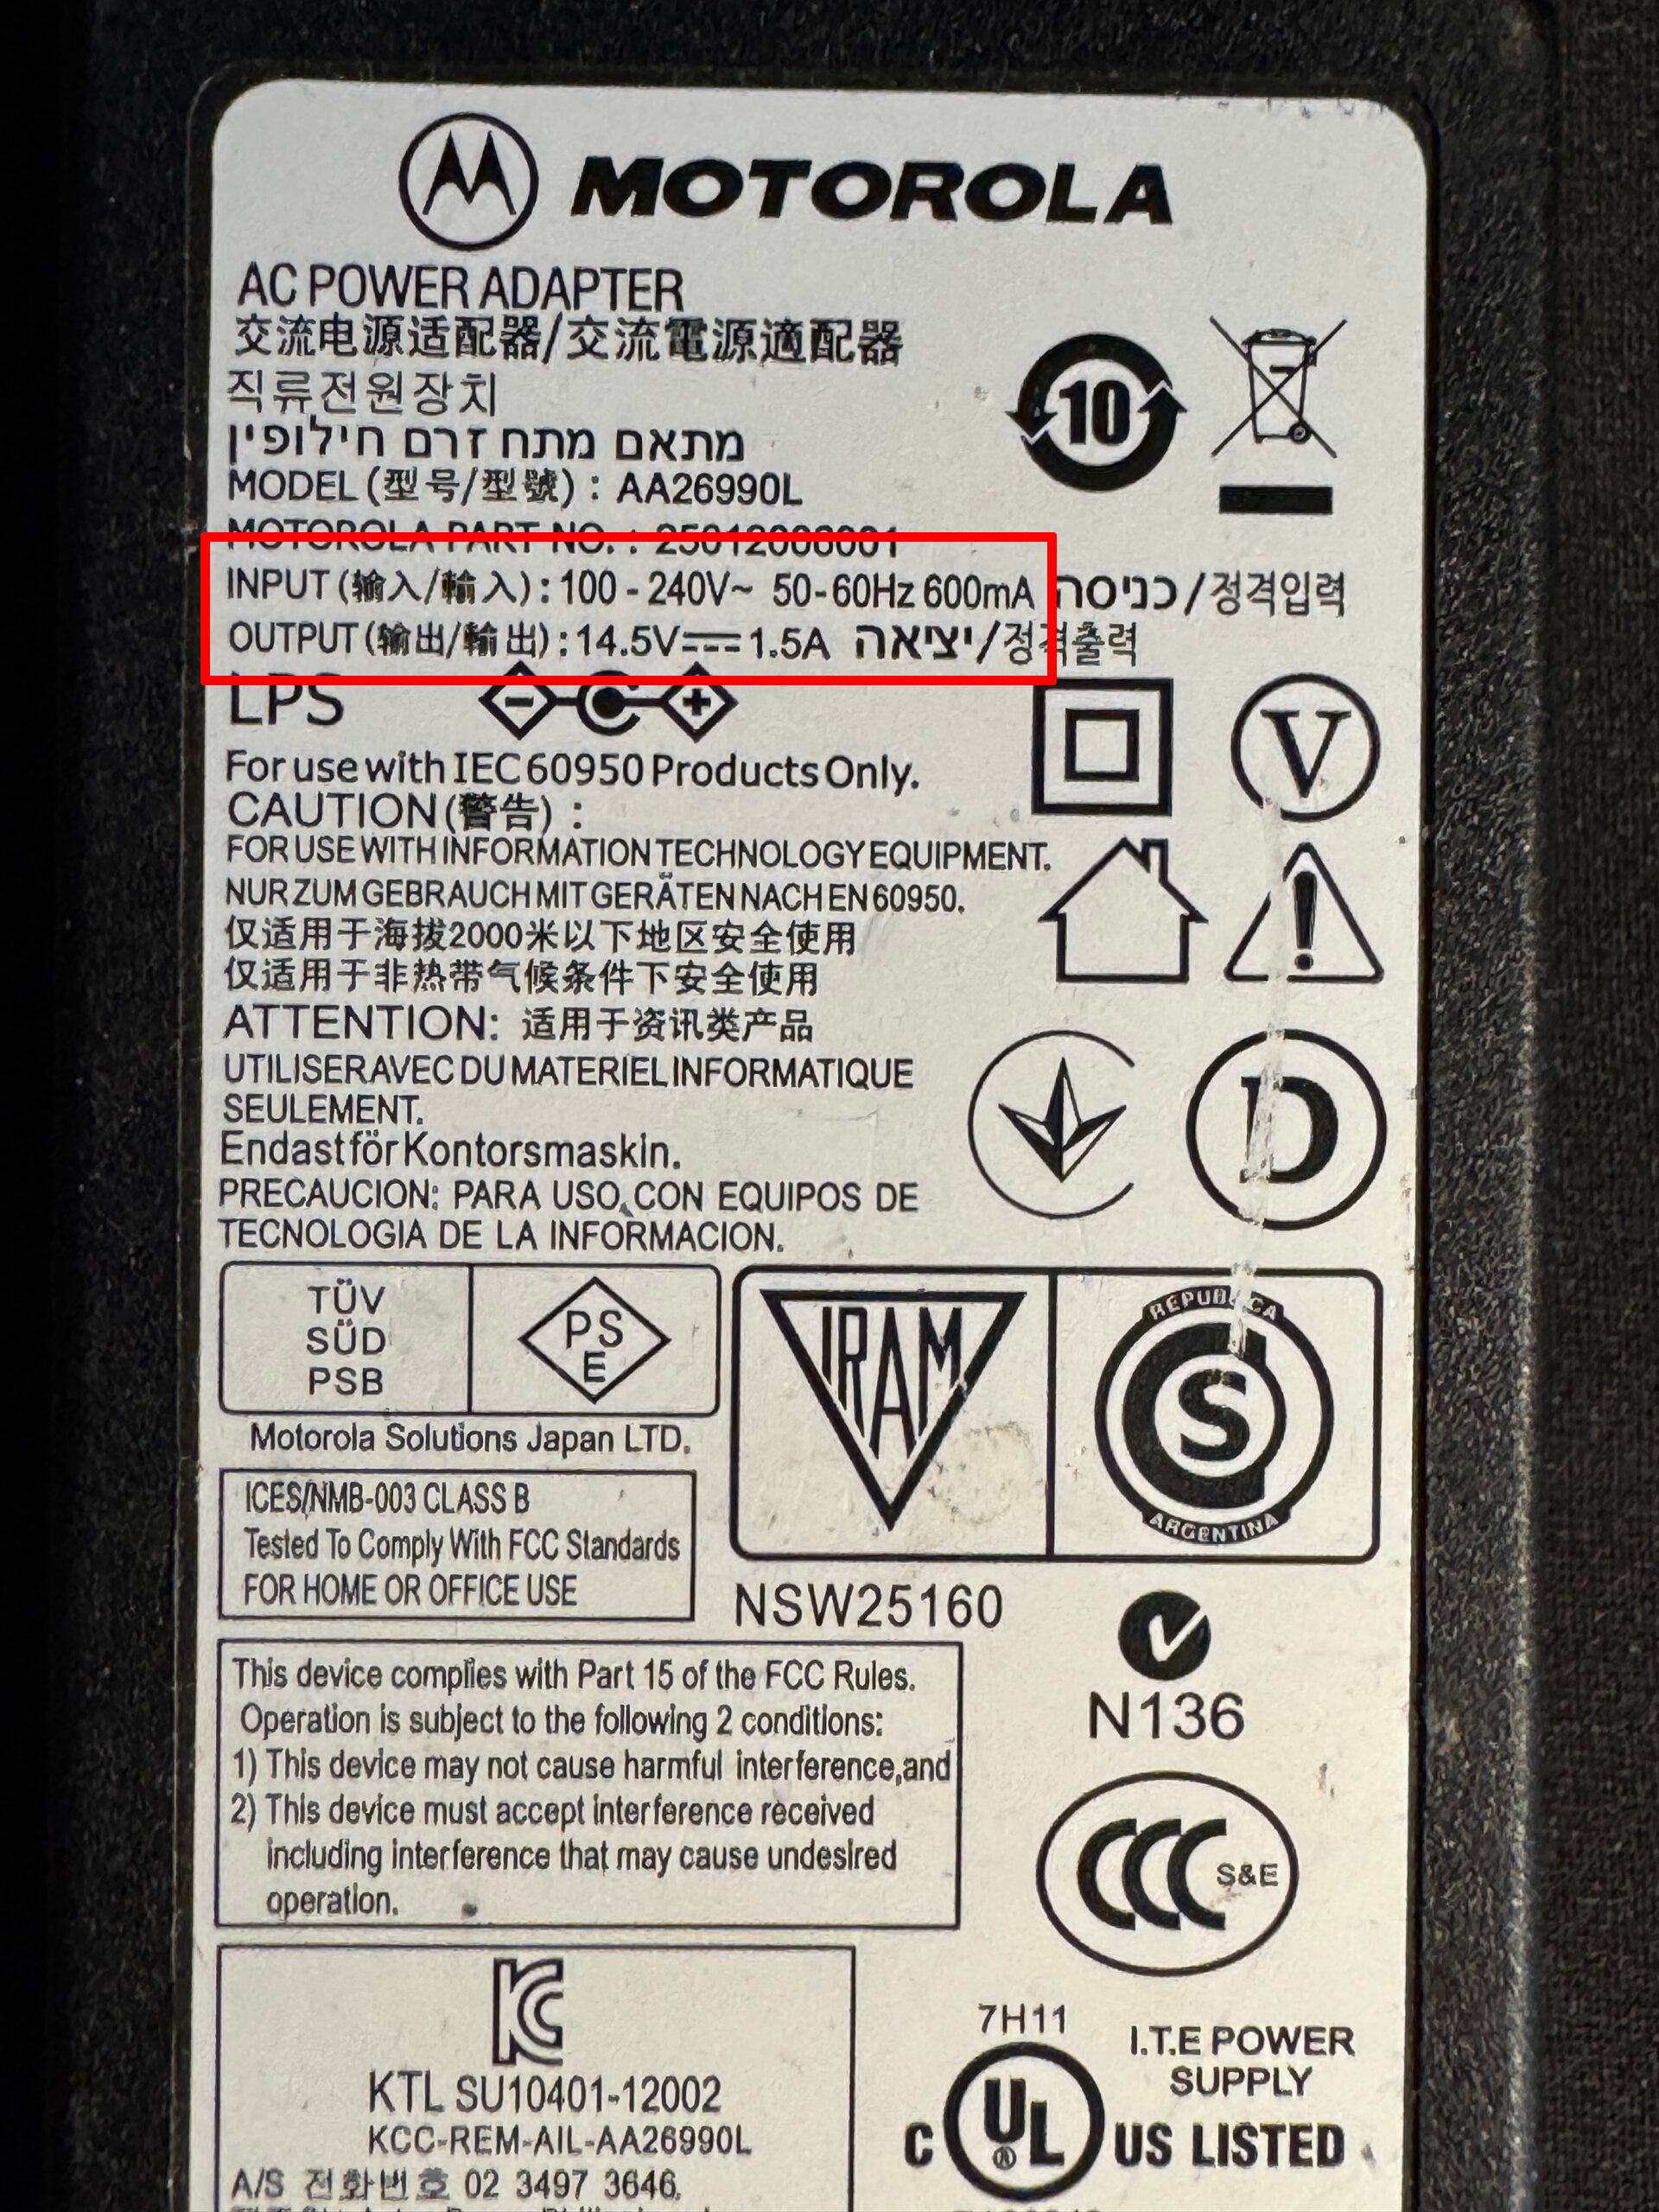 MOTOROLA
AC POWER ADAPTER
交流电源适配器/交流電源適配器
직류전원장치
מתאם מתח זרם חילופין
MODEL(型号/型號): AA26990L
MOTOROLA PART NO.: 25012006001
INPUT(输入/輸入): 100 - 240V~ 50-60Hz 600mA כניסה/정격입력
OUTPUT(输出/輸出): 14.5V⎓1.5A יציאה/정격출력
10
LPS
For use with IEC60950 Products Only.
V
CAUTION(警告):
FOR USE WITH INFORMATION TECHNOLOGY EQUIPMENT.
NUR ZUM GEBRAUCH MIT GERÄTEN NACH EN 60950.
仅适用于海拔2000米以下地区安全使用
仅适用于非热带气候条件下安全使用
ATTENTION: 适用于资讯类产品
UTILISER AVEC DU MATERIEL INFORMATIQUE
SEULEMENT.
Endast för Kontorsmaskin.
PRECAUCION: PARA USO CON EQUIPOS DE
TECNOLOGIA DE LA INFORMACION.
D
TÜV
SÜD
PSB
PS
E
IRAM
REPUBLICA
S
ARGENTINA
Motorola Solutions Japan LTD.
ICES/NMB-003 CLASS B
Tested To Comply With FCC Standards
FOR HOME OR OFFICE USE
NSW25160
N136
This device complies with Part 15 of the FCC Rules.
Operation is subject to the following 2 conditions:
1) This device may not cause harmful interference,and
2) This device must accept interference received
including interference that may cause undesired
operation.
CCC S&E
KC
KTL SU10401-12002
KCC-REM-AIL-AA26990L
A/S 전화번호 02 3497 3646.
7H11
I.T.E POWER
SUPPLY
C UL® US LISTED